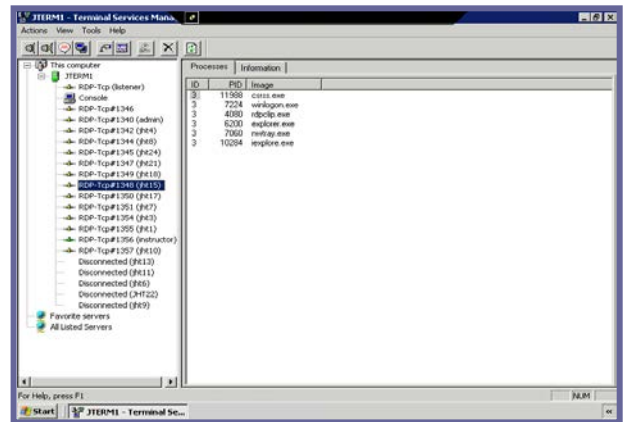 JTERM1 - Terminal Services Mana
Actions View Tools Help
This computer
JTERM1
RDP-Tcp (listener)
Console
RDP-Tcp#1346
RDP-Tcp#1340 (admin)
RDP-Tcp#1342 (jht4)
RDP-Tcp#1344 (jht8)
RDP-Tcp#1345 (jht24)
RDP-Tcp#1347 (jht21)
RDP-Tcp#1349 (jht18)
RDP-Tcp#1348 (jht15)
RDP-Tcp#1350 (jht17)
RDP-Tcp#1351 (jht7)
RDP-Tcp#1354 (jht3)
RDP-Tcp#1355 (jht1)
RDP-Tcp#1356 (instructor)
RDP-Tcp#1357 (jht10)
Disconnected (jht13)
Disconnected (jht11)
Disconnected (jht6)
Disconnected (JHT22)
Disconnected (jht9)
Favorite servers
All Listed Servers
Processes Information
ID PID Image
3 11988 csrss.exe
3 7224 winlogon.exe
3 4080 rdpclip.exe
3 6200 explorer.exe
3 7060 nwtray.exe
3 10284 iexplore.exe
For Help, press F1 NUM
Start JTERM1 - Terminal Se...